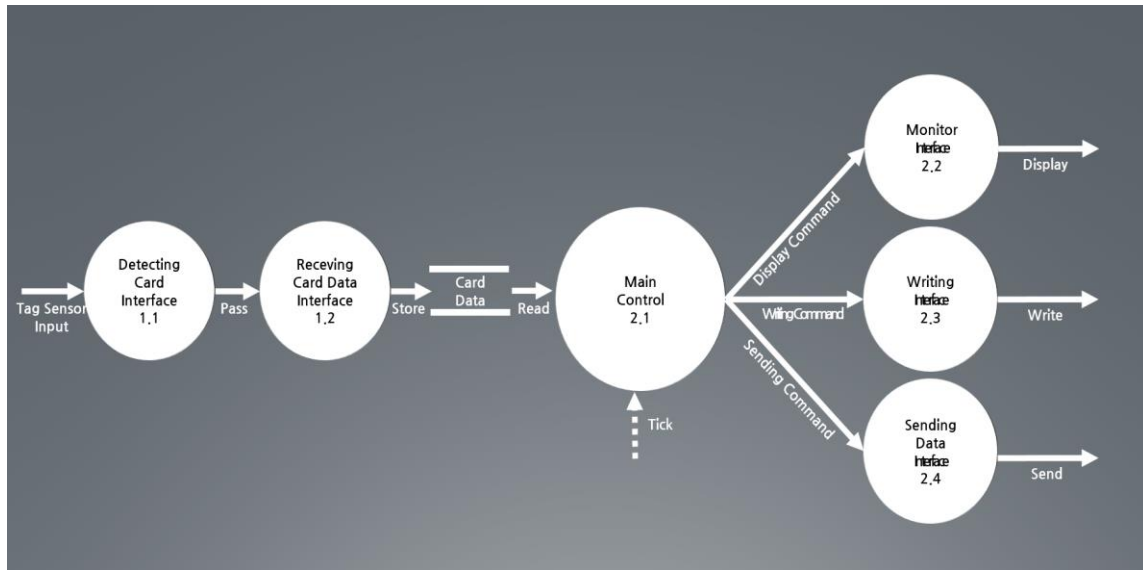 Tag Sensor
Input
Detecting
Card
Interface
1.1
Pass
Receving
Card Data
Interface
1.2
Store
Card
Data
Read
Main
Control
2.1
Tick
Display Command
Writing Command
Sending Command
Monitor
Interface
2.2
Display
Writing
Interface
2.3
Write
Sending
Data
Interface
2.4
Send